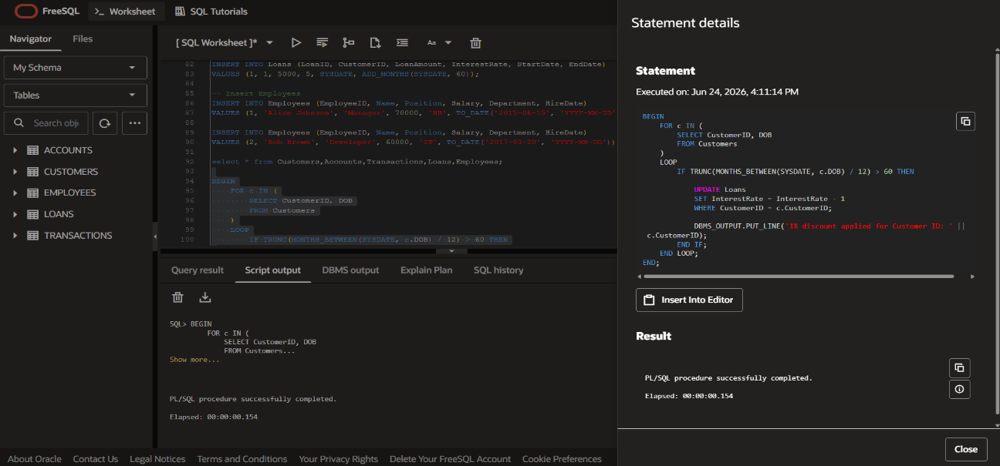 FreeSQL
>_ Worksheet
SQL Tutorials
Navigator
Files
My Schema
Tables
Search obj
ACCOUNTS
CUSTOMERS
EMPLOYEES
LOANS
TRANSACTIONS
[ SQL Worksheet ]*
Aa
82 INSERT INTO Loans (LoanID, CustomerID, LoanAmount, InterestRate, StartDate, EndDate)
83 VALUES (1, 1, 5000, 5, SYSDATE, ADD_MONTHS(SYSDATE, 60));
84
85 -- Insert Employees
86 INSERT INTO Employees (EmployeeID, Name, Position, Salary, Department, HireDate)
87 VALUES (1, 'Alice Johnson', 'Manager', 70000, 'HR', TO_DATE('2015-06-15', 'YYYY-MM-DD'
88
89 INSERT INTO Employees (EmployeeID, Name, Position, Salary, Department, HireDate)
90 VALUES (2, 'Bob Brown', 'Developer', 60000, 'IT', TO_DATE('2017-03-20', 'YYYY-MM-DD'))
91
92 select * from Customers,Accounts,Transactions,Loans,Employees;
93
94 BEGIN
95 FOR c IN (
96 SELECT CustomerID, DOB
97 FROM Customers
98 )
99 LOOP
100 IF TRUNC(MONTHS_BETWEEN(SYSDATE, c.DOB) / 12) > 60 THEN
Query result
Script output
DBMS output
Explain Plan
SQL history
SQL> BEGIN
FOR c IN (
SELECT CustomerID, DOB
FROM Customers...
Show more...
PL/SQL procedure successfully completed.
Elapsed: 00:00:00.154
Statement details
Statement
Executed on: Jun 24, 2026, 4:11:14 PM
BEGIN
FOR c IN (
SELECT CustomerID, DOB
FROM Customers
)
LOOP
IF TRUNC(MONTHS_BETWEEN(SYSDATE, c.DOB) / 12) > 60 THEN
UPDATE Loans
SET InterestRate = InterestRate - 1
WHERE CustomerID = c.CustomerID;
DBMS_OUTPUT.PUT_LINE('1% discount applied for Customer ID: ' ||
c.CustomerID);
END IF;
END LOOP;
END;
Insert Into Editor
Result
PL/SQL procedure successfully completed.
Elapsed: 00:00:00.154
Close
About Oracle
Contact Us
Legal Notices
Terms and Conditions
Your Privacy Rights
Delete Your FreeSQL Account
Cookie Preferences